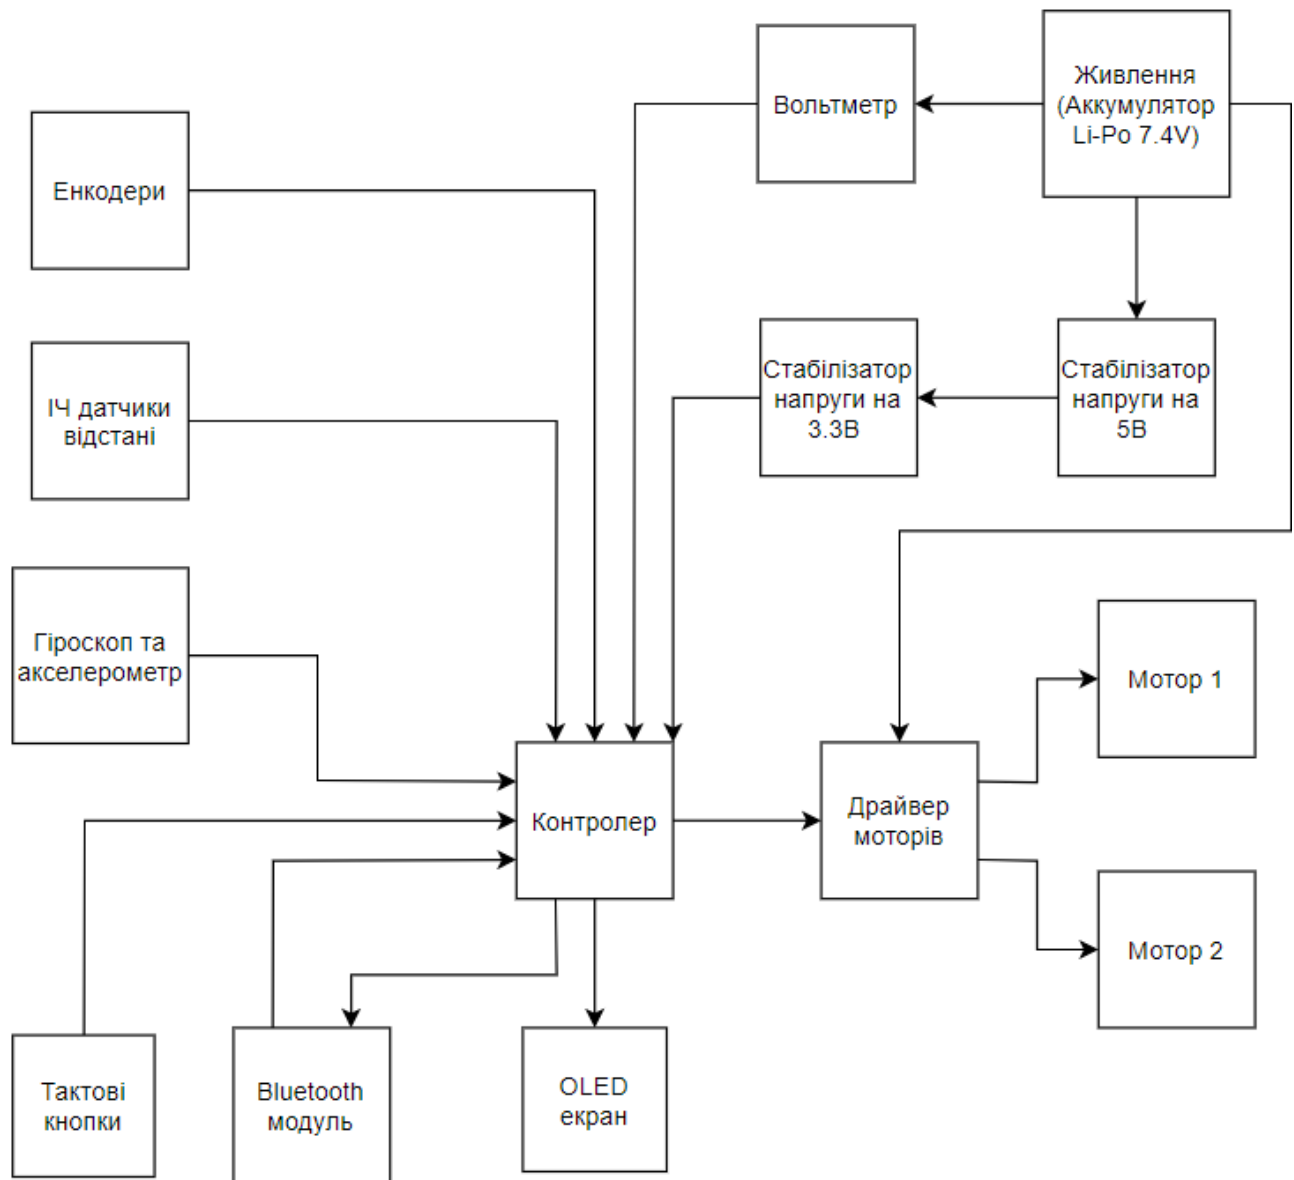 Живлення
(Аккумулятор
Li-Po 7.4V)
Вольтметр
Енкодери
ІЧ датчики
відстані
Стабілізатор
напруги на
3.3В
Стабілізатор
напруги на
5В
Гіроскоп та
акселерометр
Мотор 1
Контролер
Драйвер
моторів
Мотор 2
Тактові
кнопки
Bluetooth
модуль
OLED
екран